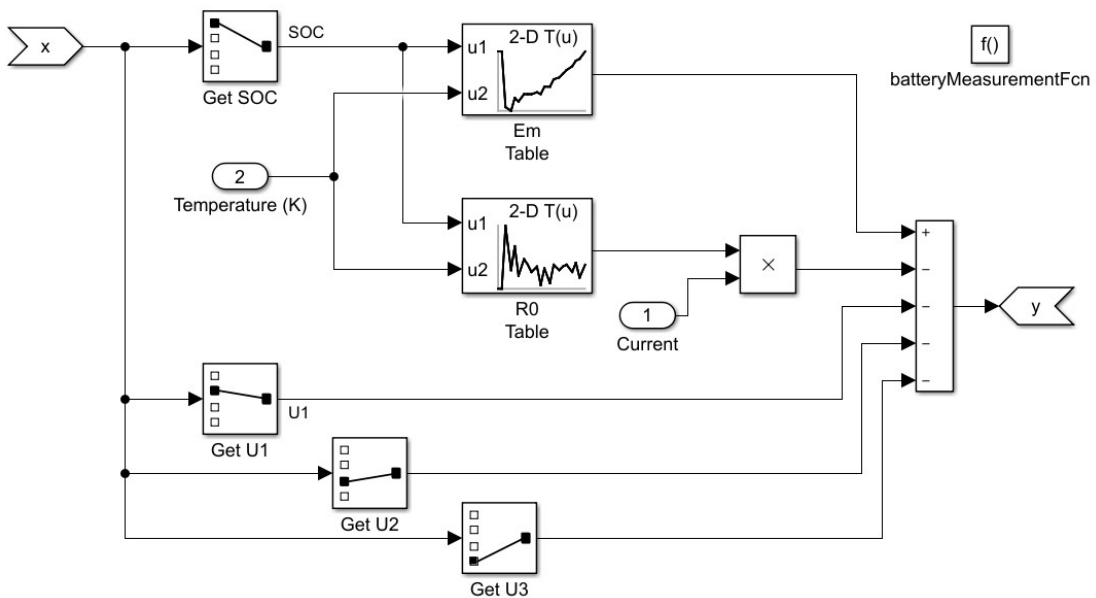 x
SOC
Get SOC
u1
u2
2-D T(u)
Em
Table
f()
batteryMeasurementFcn
2
Temperature (K)
u1
u2
2-D T(u)
R0
Table
1
Current
×
+
−
−
−
−
y
U1
Get U1
Get U2
Get U3